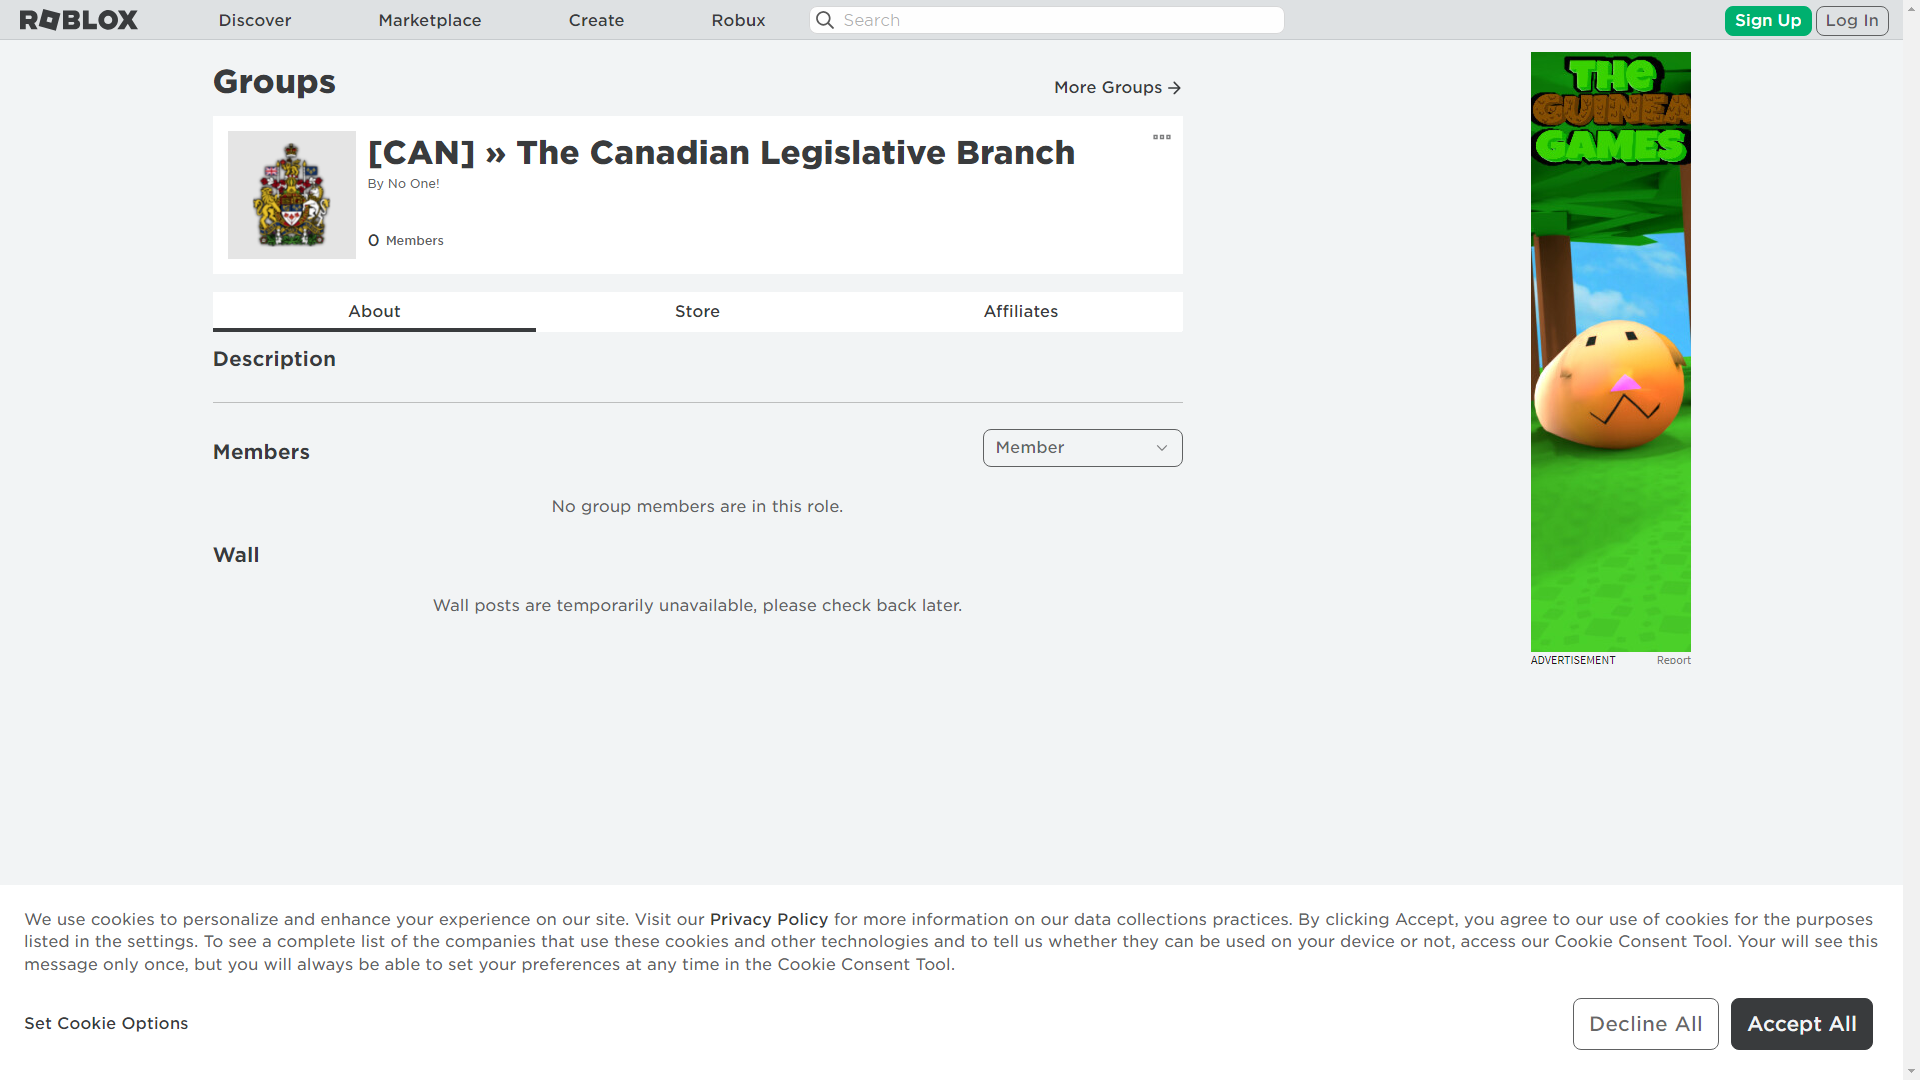 ROBLOX
Discover
Marketplace
Create
Robux
Search
Sign Up
Log In
Groups
More Groups
[CAN] » The Canadian Legislative Branch
By No One!
0 Members
About
Store
Affiliates
Description
Members
Member
No group members are in this role.
Wall
Wall posts are temporarily unavailable, please check back later.
THE
GUINEA
GAMES
ADVERTISEMENT
Report
We use cookies to personalize and enhance your experience on our site. Visit our Privacy Policy for more information on our data collections practices. By clicking Accept, you agree to our use of cookies for the purposes
listed in the settings. To see a complete list of the companies that use these cookies and other technologies and to tell us whether they can be used on your device or not, access our Cookie Consent Tool. Your will see this
message only once, but you will always be able to set your preferences at any time in the Cookie Consent Tool.
Set Cookie Options
Decline All
Accept All